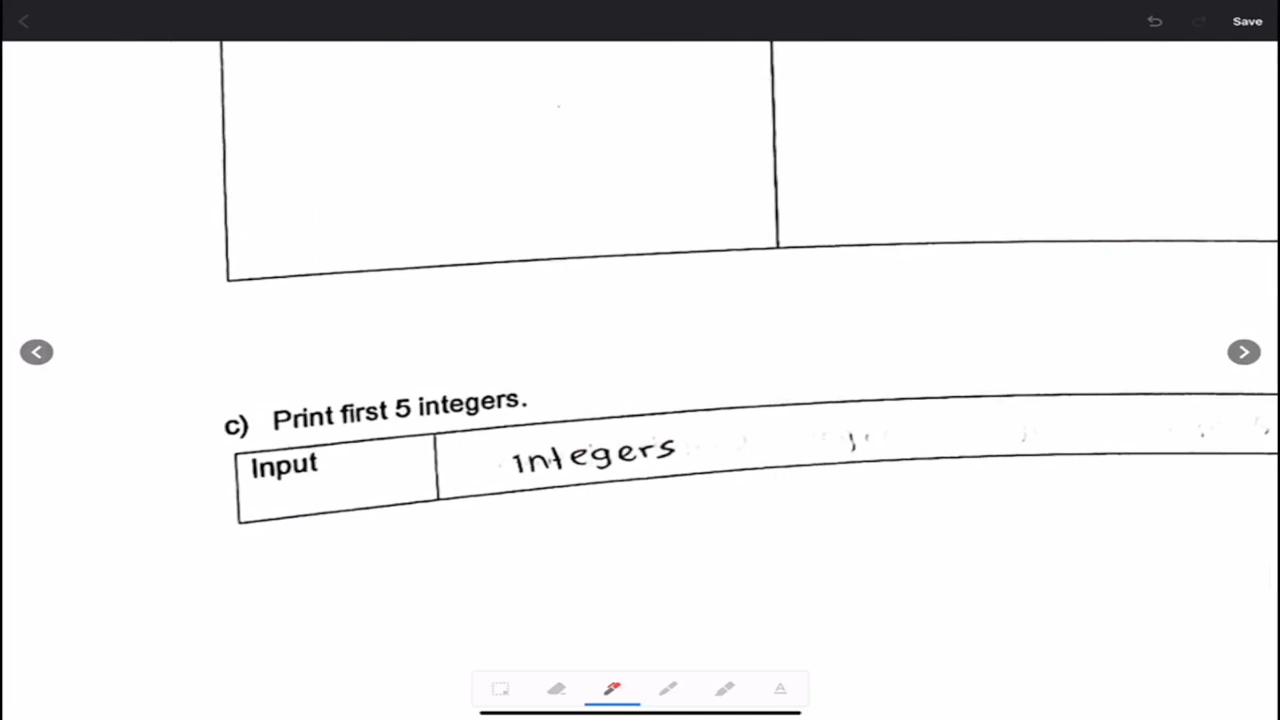 Save
c) Print first 5 integers.
Input
integers